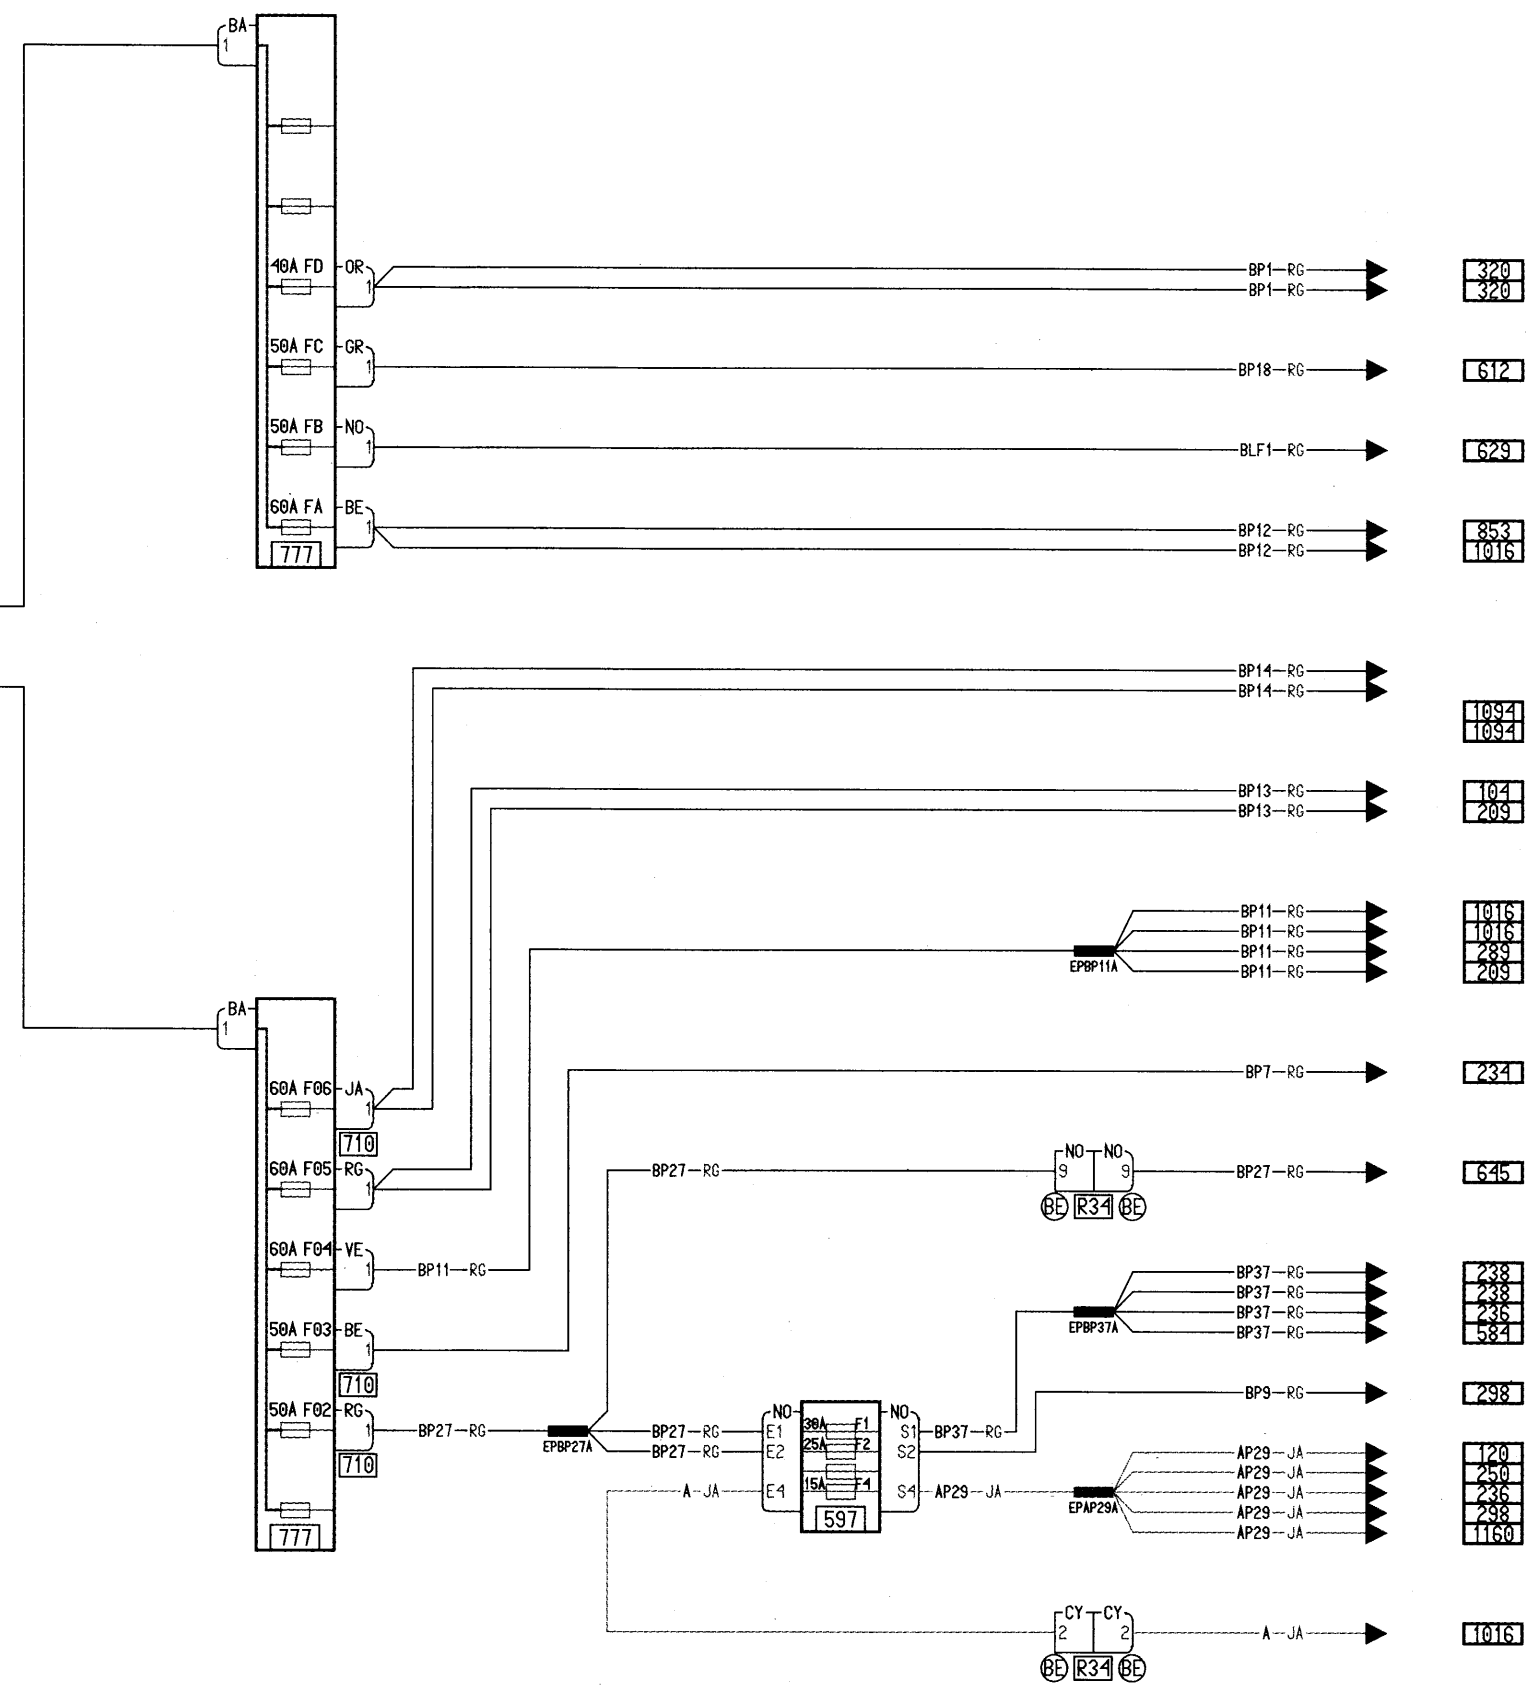 BA
1
40A FD OR
1
BP1 RG
320
BP1 RG
320
50A FC GR
1
BP18 RG
612
50A FB NO
1
BLF1 RG
629
60A FA BE
1
BP12 RG
853
BP12 RG
1016
777
BP14 RG
BP14 RG
1094
1094
BP13 RG
104
BP13 RG
209
BP11 RG
1016
BP11 RG
1016
BP11 RG
289
BP11 RG
209
EPBP11A
BA
1
BP7 RG
234
60A F06 JA
1
710
NO NO
BP27 RG
9 9
BP27 RG
645
BE R34 BE
60A F05 RG
1
60A F04 VE
1
BP11 RG
BP37 RG
238
BP37 RG
238
BP37 RG
236
BP37 RG
584
EPBP37A
50A F03 BE
1
710
BP9 RG
298
50A F02 RG
1
BP27 RG
EPBP27A
710
NO NO
BP27 RG
E1 30A F1 S1
BP37 RG
BP27 RG
E2 25A F2 S2
A JA
E4 15A F4 S4
AP29 JA
EPAP29A
597
AP29 JA
120
AP29 JA
250
AP29 JA
236
AP29 JA
298
AP29 JA
1160
777
CY CY
2 2
A JA
1016
BE R34 BE